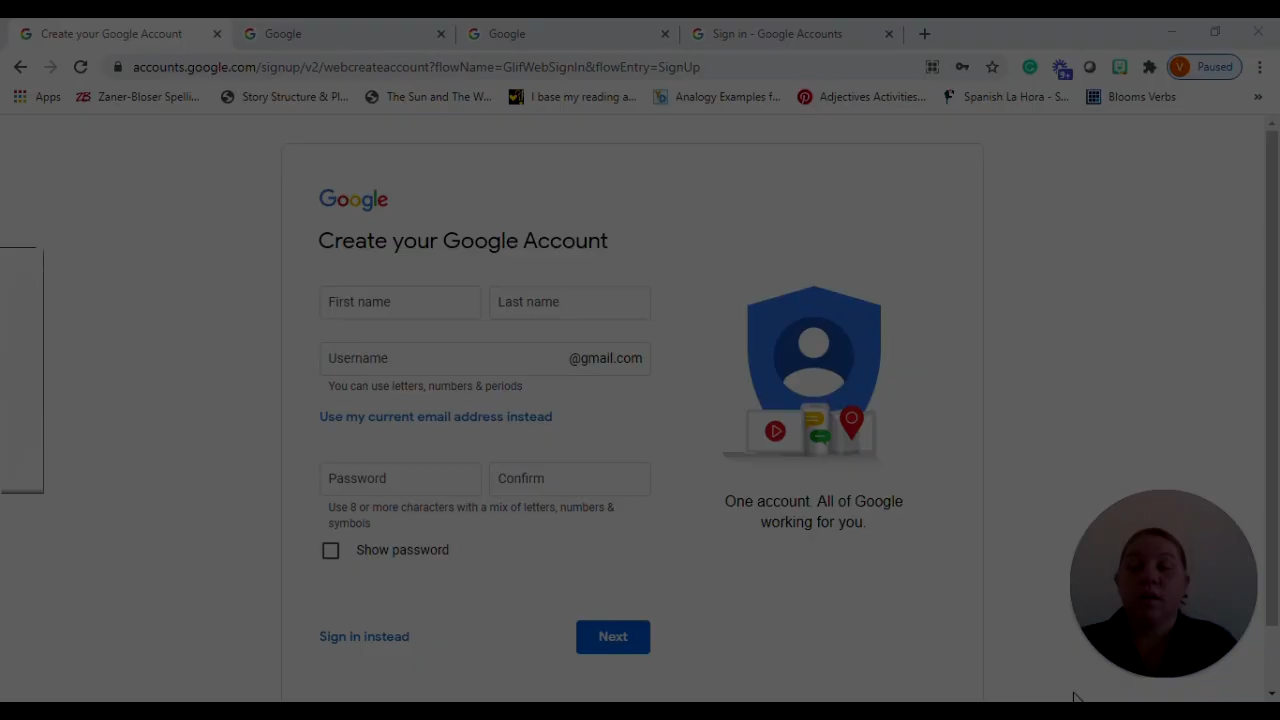 Create your Google Account
Google
Google
Sign in - Google Accounts
accounts.google.com/signup/v2/webcreateaccount?flowName=GlifWebSignIn&flowEntry=SignUp
9+
V
Paused
Apps
ZB
Zaner-Bloser Spelli...
Story Structure & Pl...
The Sun and The W...
I base my reading a...
Analogy Examples f...
Adjectives Activities...
Spanish La Hora - S...
Blooms Verbs
»
Google
Create your Google Account
First name
Last name
Username
@gmail.com
You can use letters, numbers & periods
Use my current email address instead
Password
Confirm
Use 8 or more characters with a mix of letters, numbers &
symbols
Show password
One account. All of Google
working for you.
Sign in instead
Next